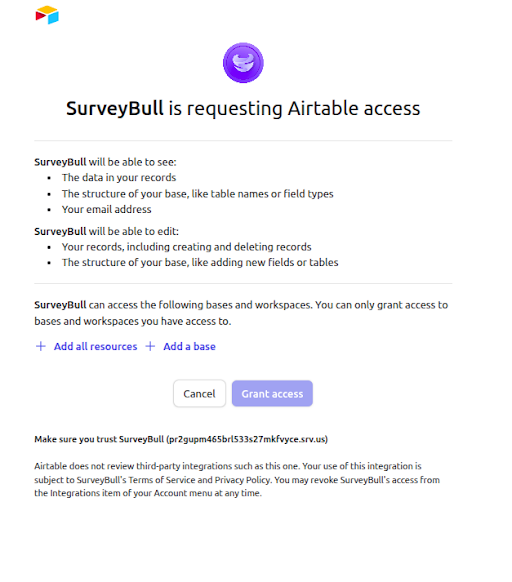 SurveyBull is requesting Airtable access
SurveyBull will be able to see:
• The data in your records
• The structure of your base, like table names or field types
• Your email address
SurveyBull will be able to edit:
• Your records, including creating and deleting records
• The structure of your base, like adding new fields or tables
SurveyBull can access the following bases and workspaces. You can only grant access to
bases and workspaces you have access to.
+ Add all resources + Add a base
Cancel Grant access
Make sure you trust SurveyBull (pr2gupm465brl533s27mkfvyce.srv.us)
Airtable does not review third-party integrations such as this one. Your use of this integration is
subject to SurveyBull's Terms of Service and Privacy Policy. You may revoke SurveyBull's access from
the Integrations item of your Account menu at any time.